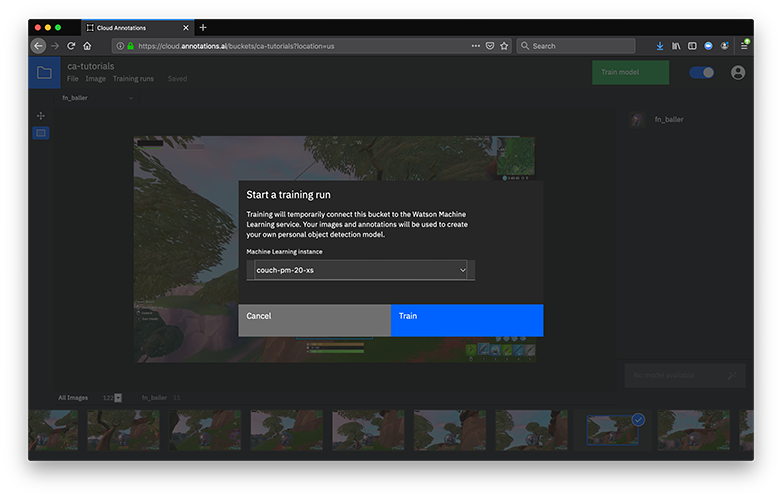 Cloud Annotations
https://cloud.annotations.ai/buckets/ca-tutorials?location=us
Search
ca-tutorials
File Image Training runs Saved
Train model
fn_baller
fn_baller
Start a training run
Training will temporarily connect this bucket to the Watson Machine
Learning service. Your images and annotations will be used to create
your own personal object detection model.
Machine Learning instance
couch-pm-20-xs
Cancel
Train
No model available
All Images 122
fn_baller